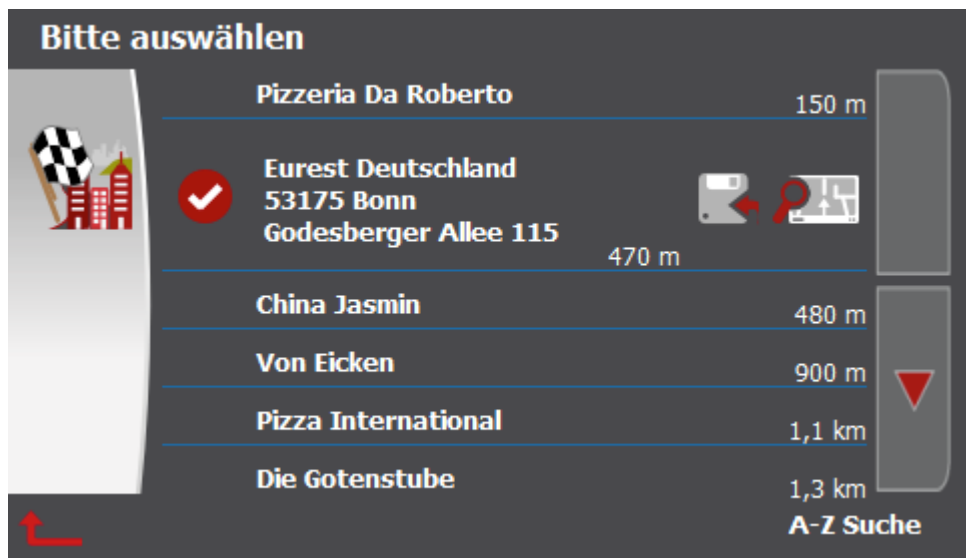 Bitte auswählen
Pizzeria Da Roberto
150 m
Eurest Deutschland
53175 Bonn
Godesberger Allee 115
470 m
China Jasmin
480 m
Von Eicken
900 m
Pizza International
1,1 km
Die Gotenstube
1,3 km
A-Z Suche